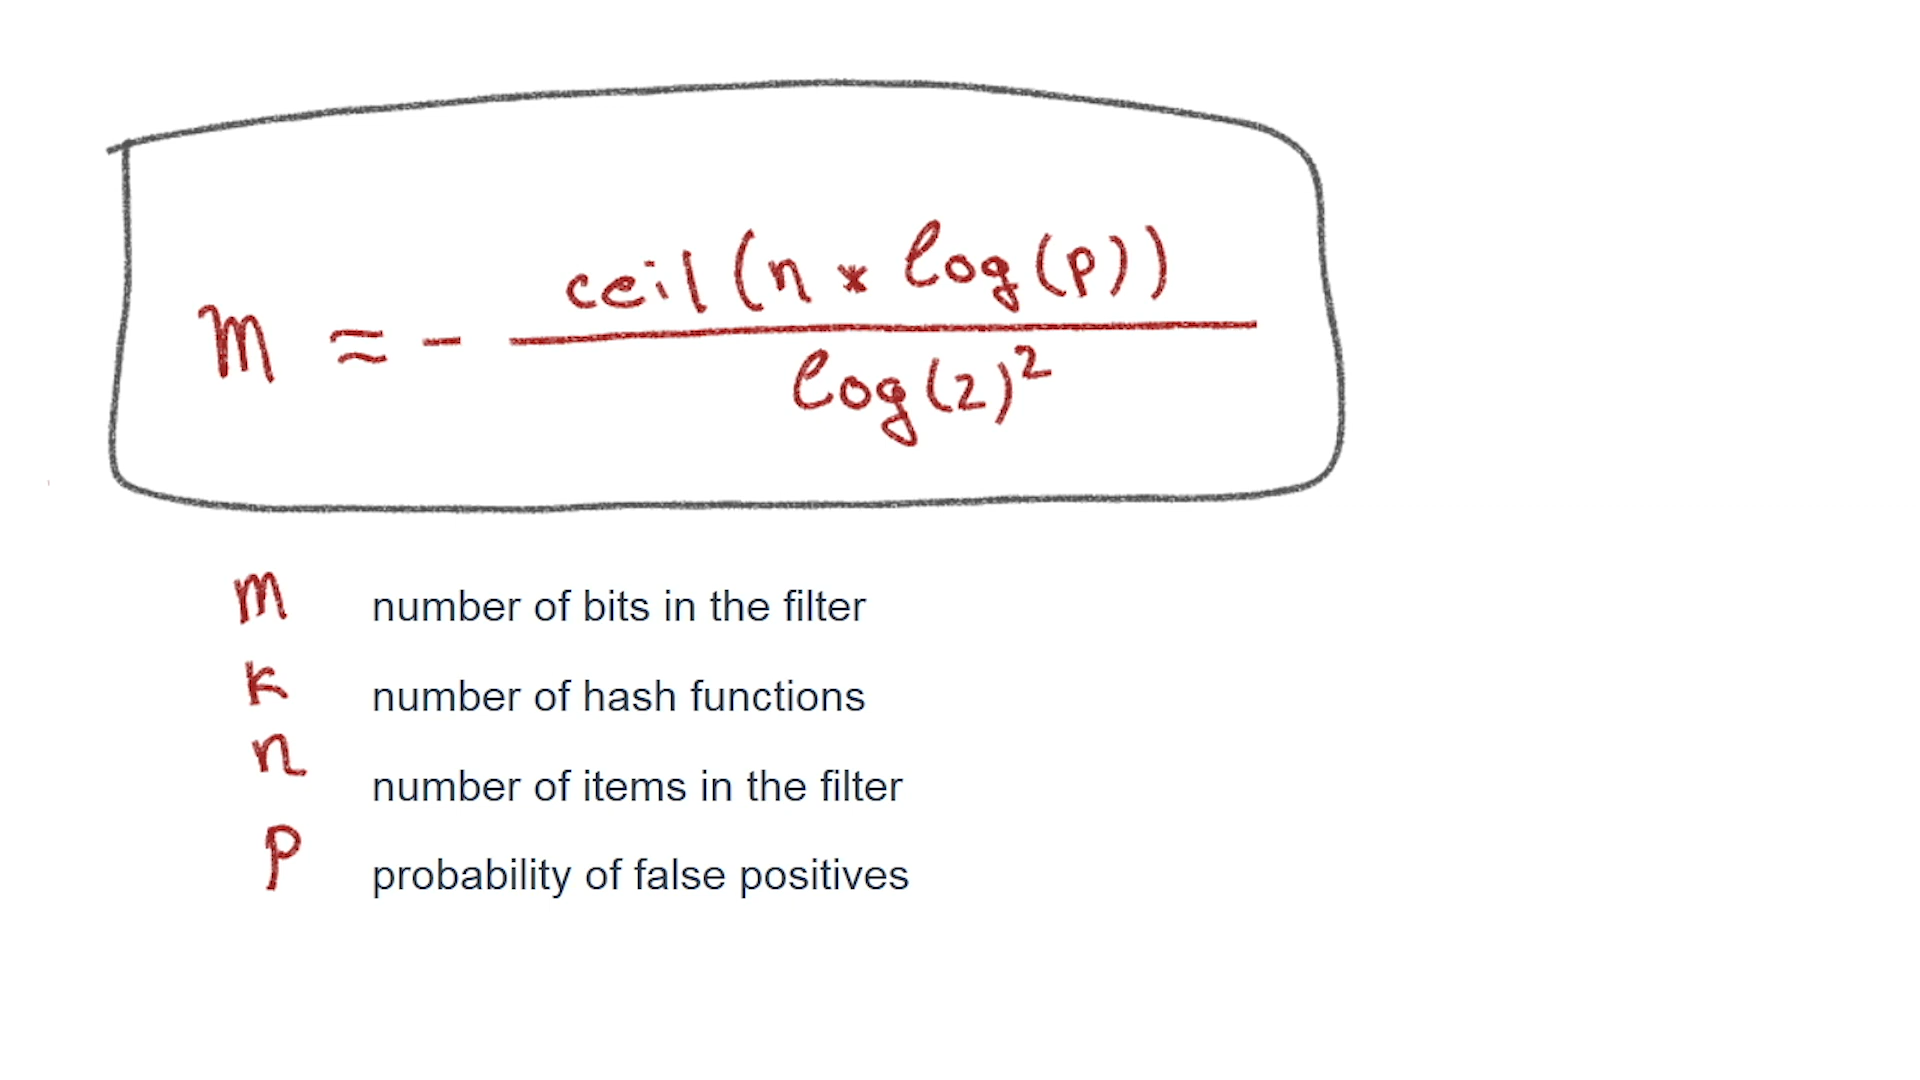 m ≈ - ceil (n * log(p))
log(2)²
m number of bits in the filter
k number of hash functions
n number of items in the filter
p probability of false positives